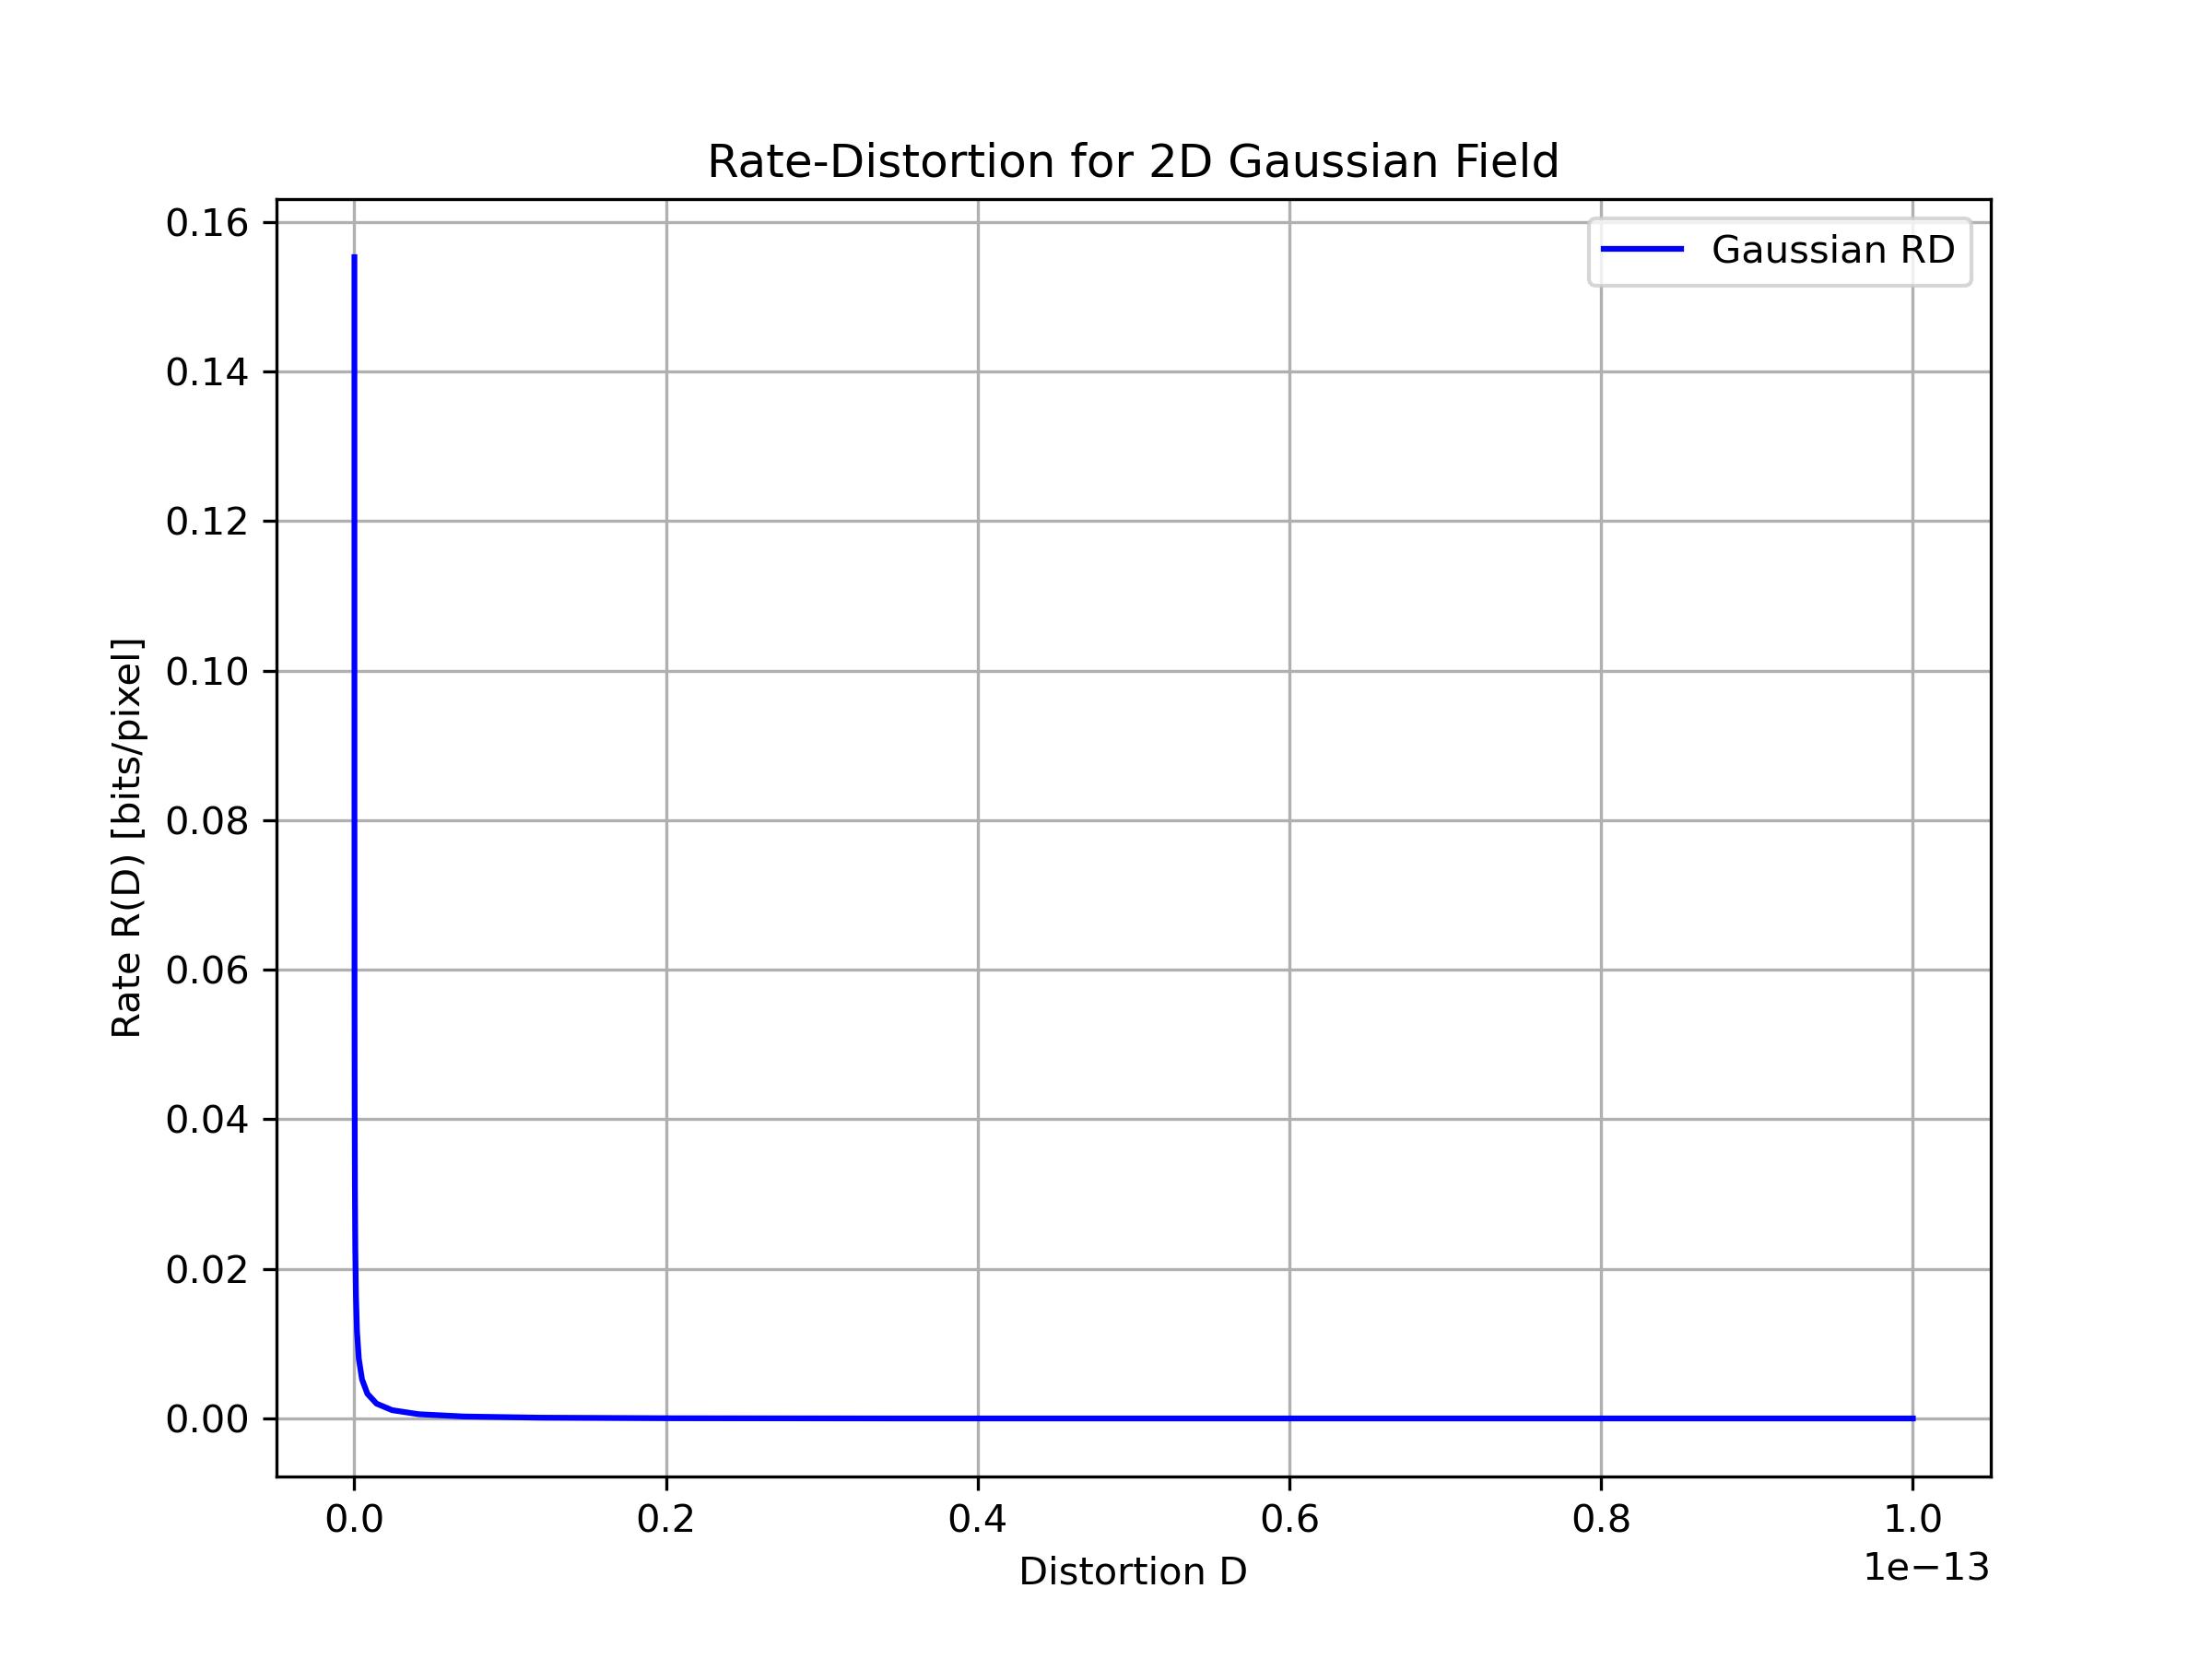 Rate-Distortion for 2D Gaussian Field
Gaussian RD
Rate R(D) [bits/pixel]
0.16
0.14
0.12
0.10
0.08
0.06
0.04
0.02
0.00
0.0 0.2 0.4 0.6 0.8 1.0
1e−13
Distortion D